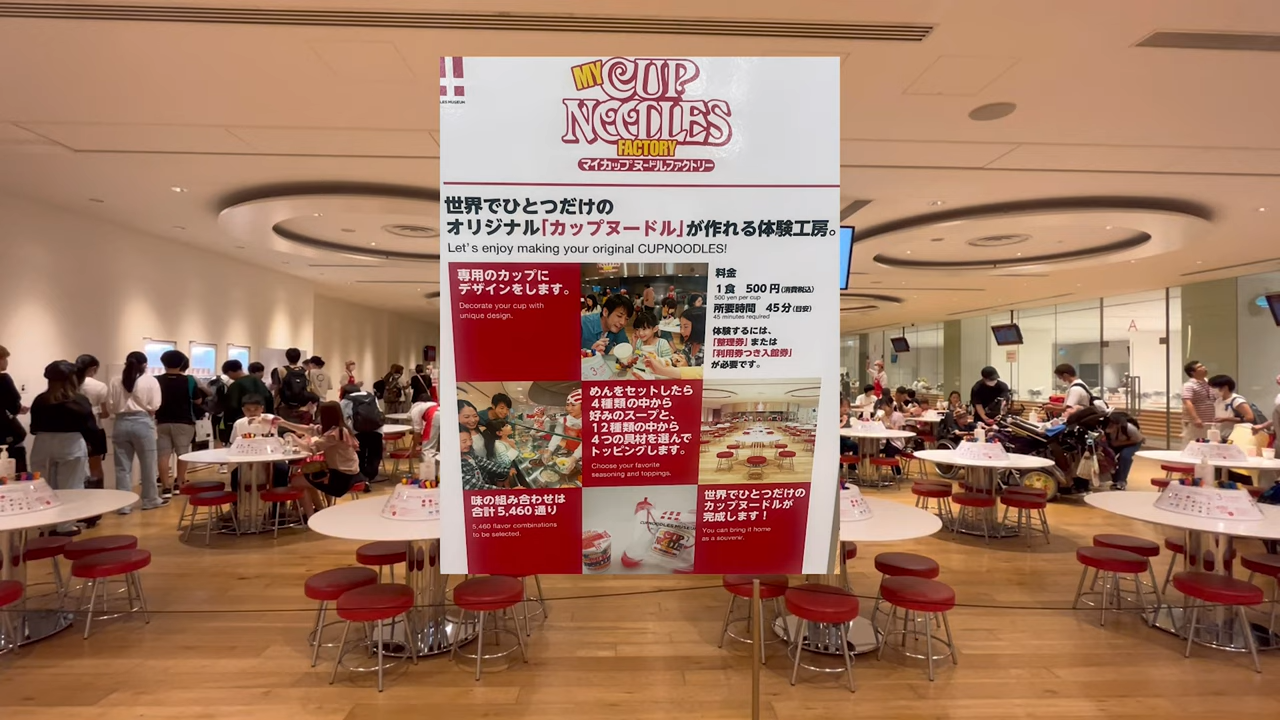 MY CUP
NOODLES
FACTORY
マイカップヌードルファクトリー
世界でひとつだけの
オリジナル「カップヌードル」が作れる体験工房。
Let's enjoy making your original CUPNOODLES!
専用のカップに
デザインをします。
Decorate your cup with
unique design.
料金
1食 500円(消費税込)
500 yen per cup
所要時間 45分(目安)
45 minutes required
体験するには、
「整理券」または
「利用券つき入館券」
が必要です。
めんをセットしたら
4種類の中から
好みのスープと、
12種類の中から
4つの具材を選んで
トッピングします。
Choose your favorite
seasoning and toppings.
味の組み合わせは
合計5,460通り
5,460 flavor combinations
to be selected.
世界でひとつだけの
カップヌードルが
完成します!
You can bring it home
as a souvenir.
A